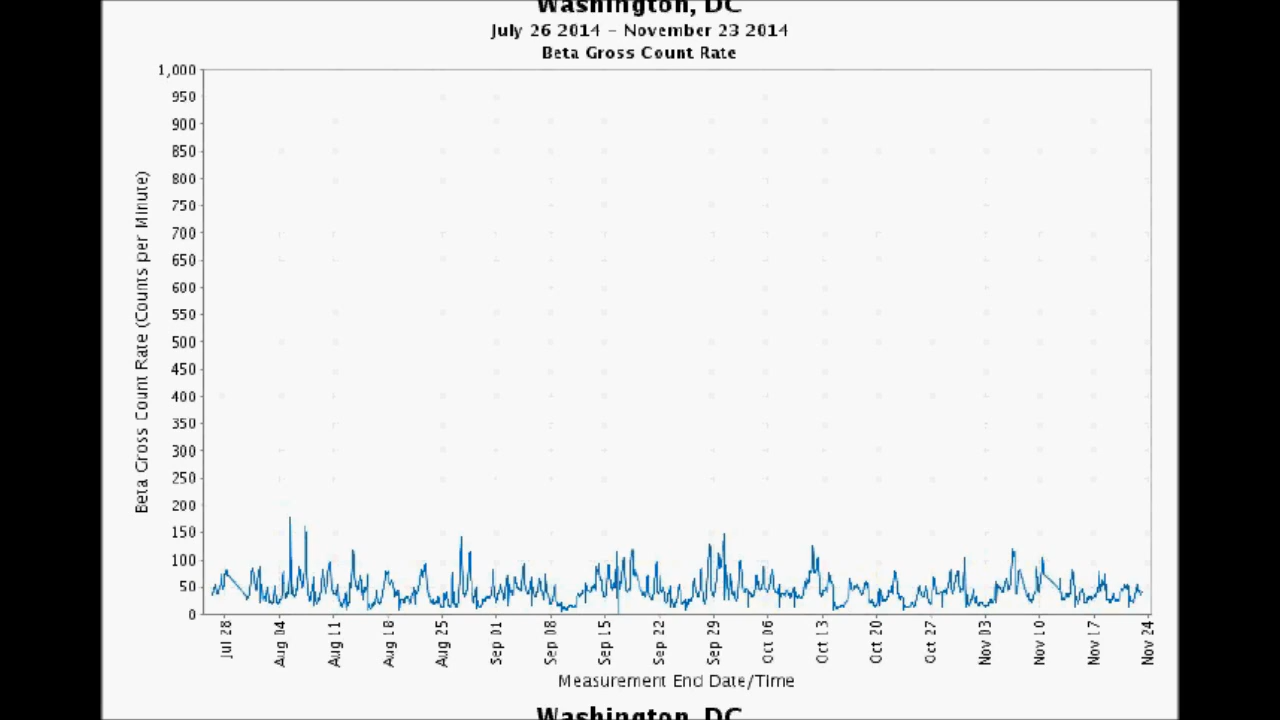 Washington, DC
July 26 2014 - November 23 2014
Beta Gross Count Rate
1,000
950
900
850
800
750
700
650
600
550
500
450
400
350
300
250
200
150
100
50
0
Beta Gross Count Rate (Counts per Minute)
Jul 28
Aug 04
Aug 11
Aug 18
Aug 25
Sep 01
Sep 08
Sep 15
Sep 22
Sep 29
Oct 06
Oct 13
Oct 20
Oct 27
Nov 03
Nov 10
Nov 17
Nov 24
Measurement End Date/Time
Washington, DC